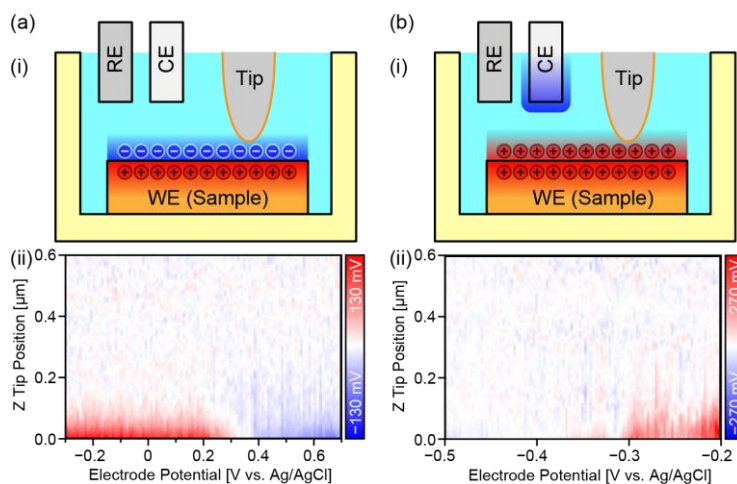 (a)
(i)
RE
CE
Tip
− − − − − − − − − −
+ + + + + + + + + +
WE (Sample)
(ii)
Z Tip Position [µm]
0.6
0.4
0.2
0.0
−0.2 0 0.2 0.4 0.6
Electrode Potential [V vs. Ag/AgCl]
130 mV
−130 mV
(b)
(i)
RE
CE
Tip
+ + + + + + + + + +
+ + + + + + + + + +
WE (Sample)
(ii)
Z Tip Position [µm]
0.6
0.4
0.2
0.0
−0.5 −0.4 −0.3 −0.2
Electrode Potential [V vs. Ag/AgCl]
270 mV
−270 mV